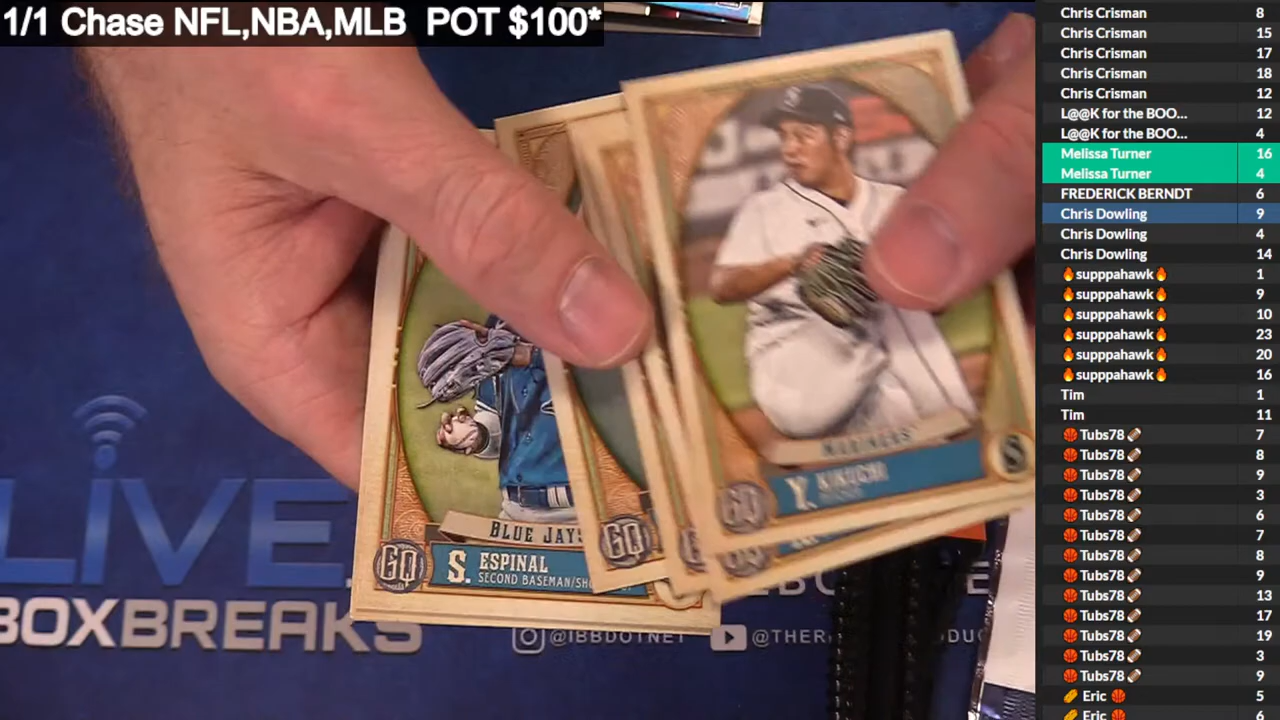 1/1 Chase NFL,NBA,MLB POT $100*
Chris Crisman 8
Chris Crisman 15
Chris Crisman 17
Chris Crisman 18
Chris Crisman 12
L@@K for the BOO... 12
L@@K for the BOO... 4
Melissa Turner 16
Melissa Turner 4
FREDERICK BERNDT 6
Chris Dowling 9
Chris Dowling 4
Chris Dowling 14
🔥supppahawk🔥 1
🔥supppahawk🔥 9
🔥supppahawk🔥 10
🔥supppahawk🔥 23
🔥supppahawk🔥 20
🔥supppahawk🔥 16
Tim 1
Tim 11
🏀Tubs78🏈 7
🏀Tubs78🏈 8
🏀Tubs78🏈 9
🏀Tubs78🏈 3
🏀Tubs78🏈 6
🏀Tubs78🏈 7
🏀Tubs78🏈 8
🏀Tubs78🏈 9
🏀Tubs78🏈 13
🏀Tubs78🏈 17
🏀Tubs78🏈 19
🏀Tubs78🏈 3
🏀Tubs78🏈 9
Eric 🏀 5
Eric 🏀 6
MARINERS
GQ Y. KIKUCHI
S
GQ
BLUE JAYS
GQ S. ESPINAL
SECOND BASEMAN/SH
LIVE
BOXBREAKS
@IBBDOTNET @THER